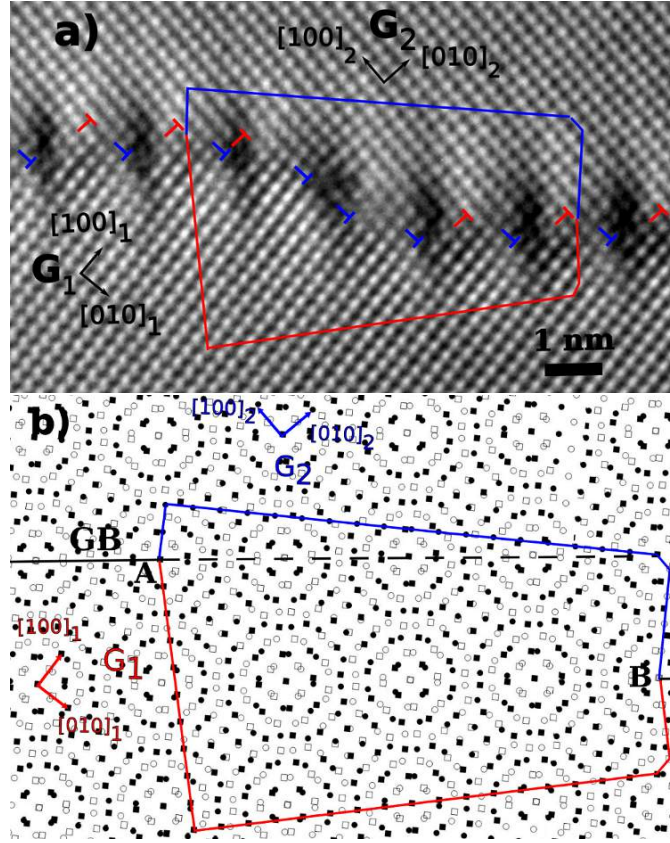 a)
G₂
[100]₂
[010]₂
[100]₁
G₁
[010]₁
1 nm
b)
[100]₂
[010]₂
G₂
GB
A
[100]₁
G1
B
[010]₁